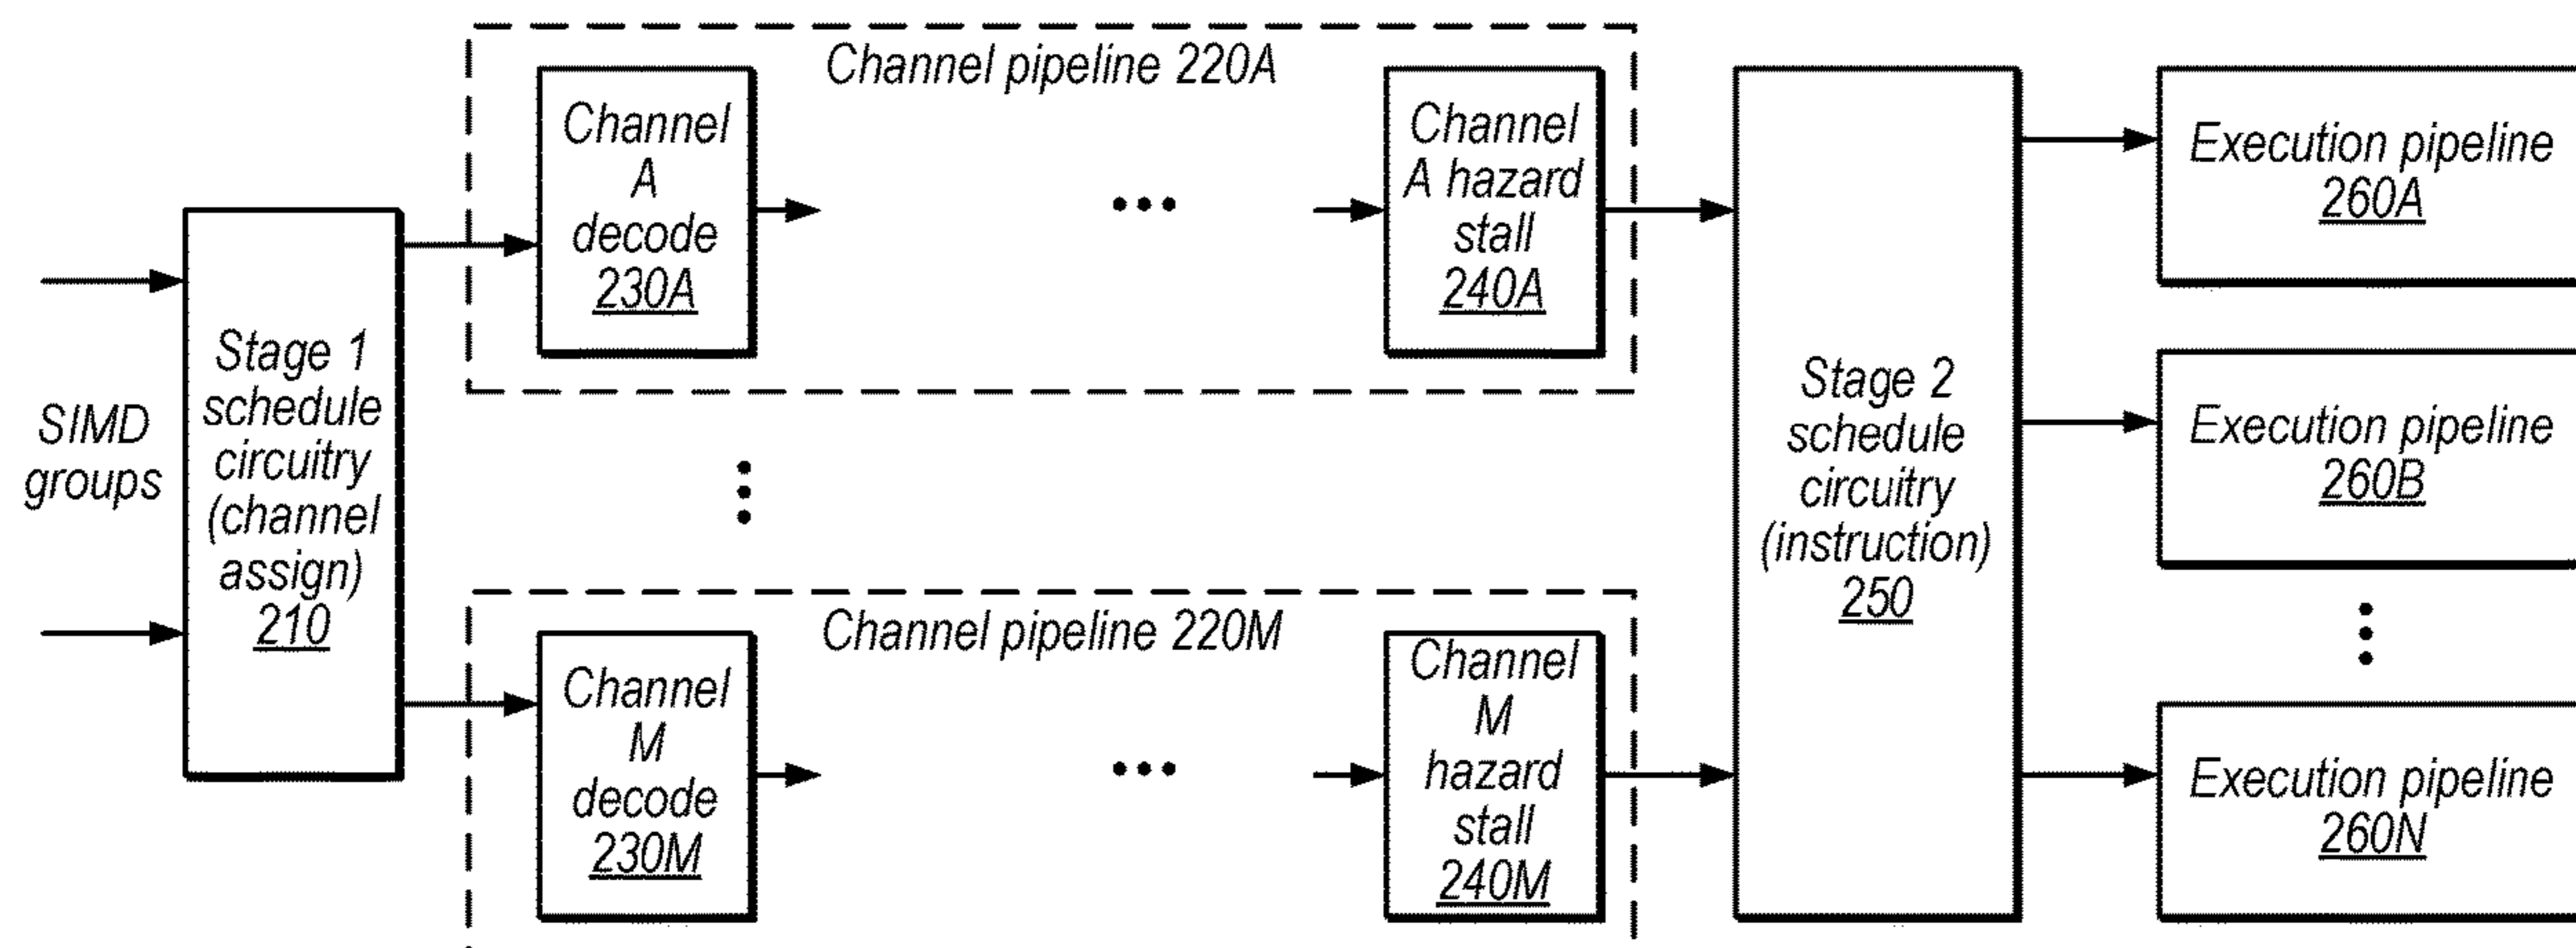 SIMD
groups
Stage 1
schedule
circuitry
(channel
assign)
210
Channel pipeline 220A
Channel
A
decode
230A
Channel
A hazard
stall
240A
Channel pipeline 220M
Channel
M
decode
230M
Channel
M
hazard
stall
240M
Stage 2
schedule
circuitry
(instruction)
250
Execution pipeline
260A
Execution pipeline
260B
Execution pipeline
260N